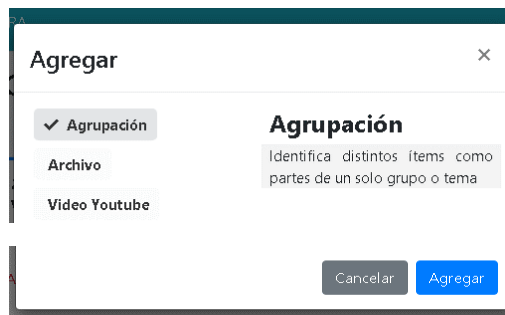 Agregar
×
Agrupación
Archivo
Video Youtube
Agrupación
Identifica distintos ítems como
partes de un solo grupo o tema
Cancelar
Agregar